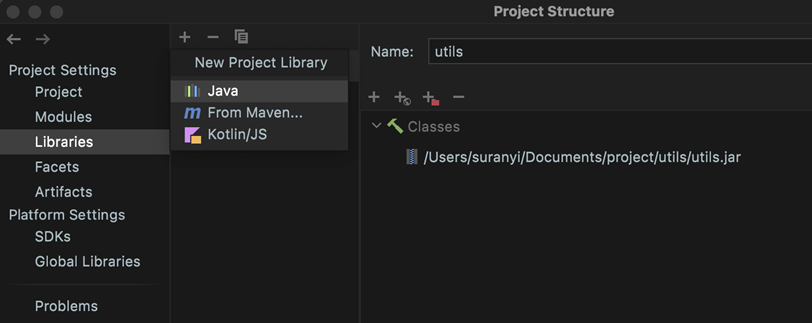 Project Structure
Project Settings
Project
Modules
Libraries
Facets
Artifacts
Platform Settings
SDKs
Global Libraries
Problems
New Project Library
Java
m From Maven...
Kotlin/JS
Name: utils
Classes
/Users/suranyi/Documents/project/utils/utils.jar